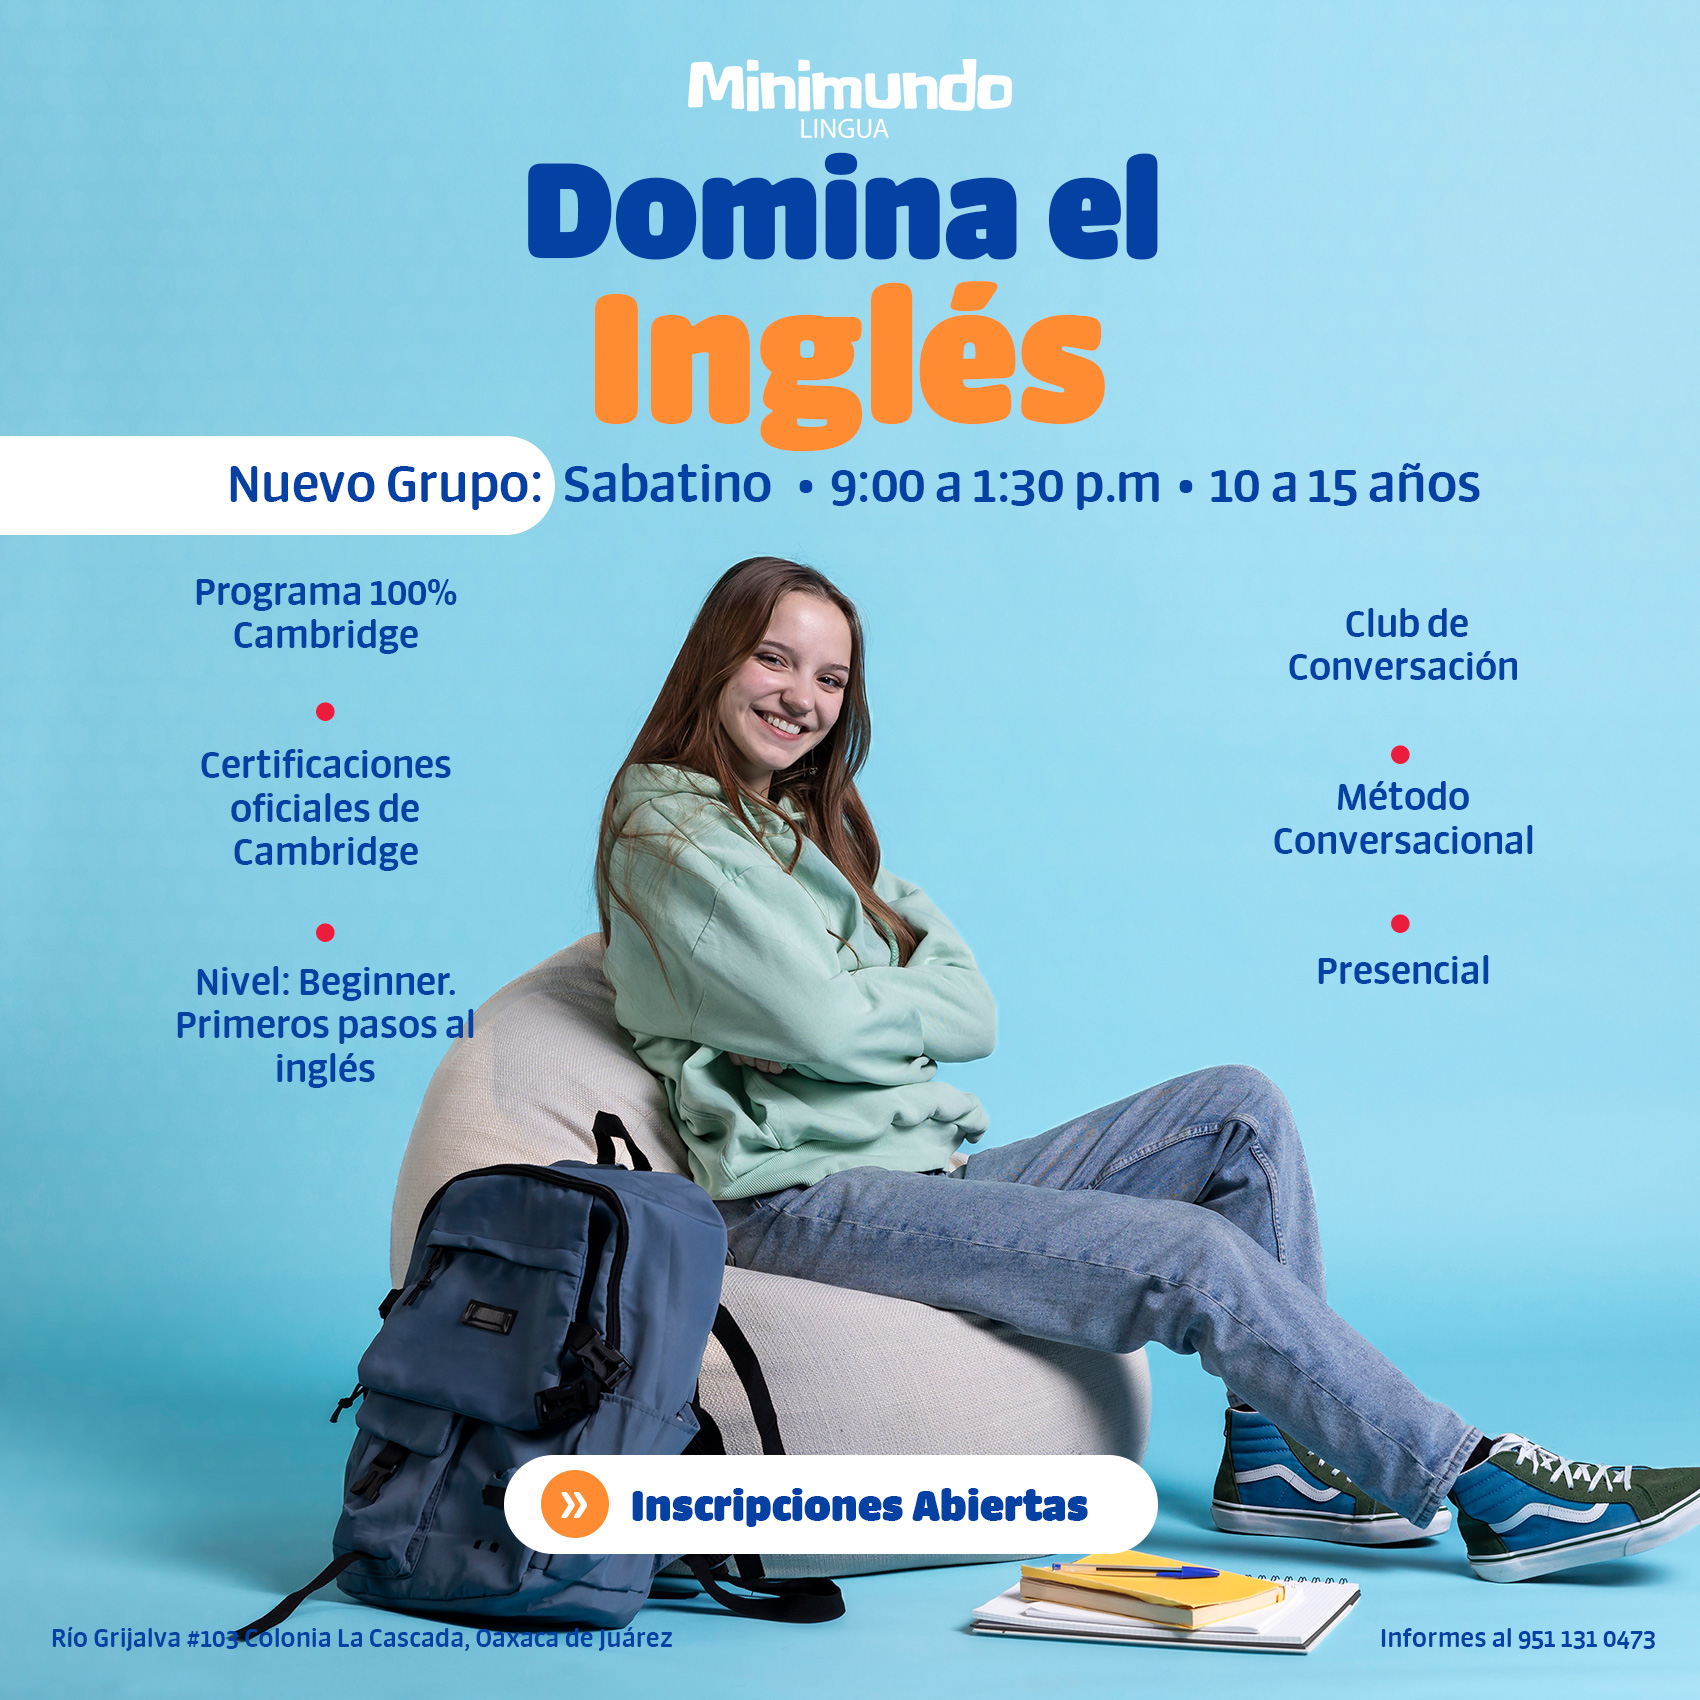 Minimundo
LINGUA
Domina el
Inglés
Nuevo Grupo: Sabatino • 9:00 a 1:30 p.m • 10 a 15 años
Programa 100%
Cambridge
Certificaciones
oficiales de
Cambridge
Nivel: Beginner.
Primeros pasos al
inglés
Club de
Conversación
Método
Conversacional
Presencial
Inscripciones Abiertas
Río Grijalva #103 Colonia La Cascada, Oaxaca de Juárez
Informes al 951 131 0473